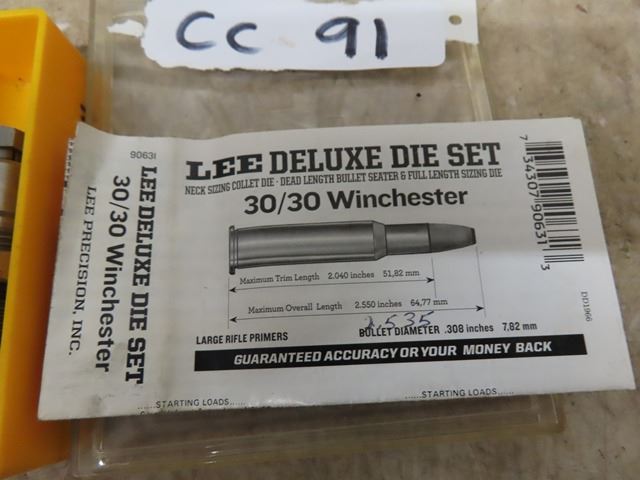 CC 91
90631
LEE DELUXE DIE SET
30/30 Winchester
LEE PRECISION, INC.
LEE DELUXE DIE SET
NECK SIZING COLLET DIE · DEAD LENGTH BULLET SEATER & FULL LENGTH SIZING DIE
30/30 Winchester
Maximum Trim Length 2.040 inches 51,82 mm
Maximum Overall Length 2.550 inches 64,77 mm
2.535
LARGE RIFLE PRIMERS
BULLET DIAMETER .308 inches 7,82 mm
GUARANTEED ACCURACY OR YOUR MONEY BACK
......STARTING LOADS......
......STARTING LOADS......
7 34307 90631 3
DD1966